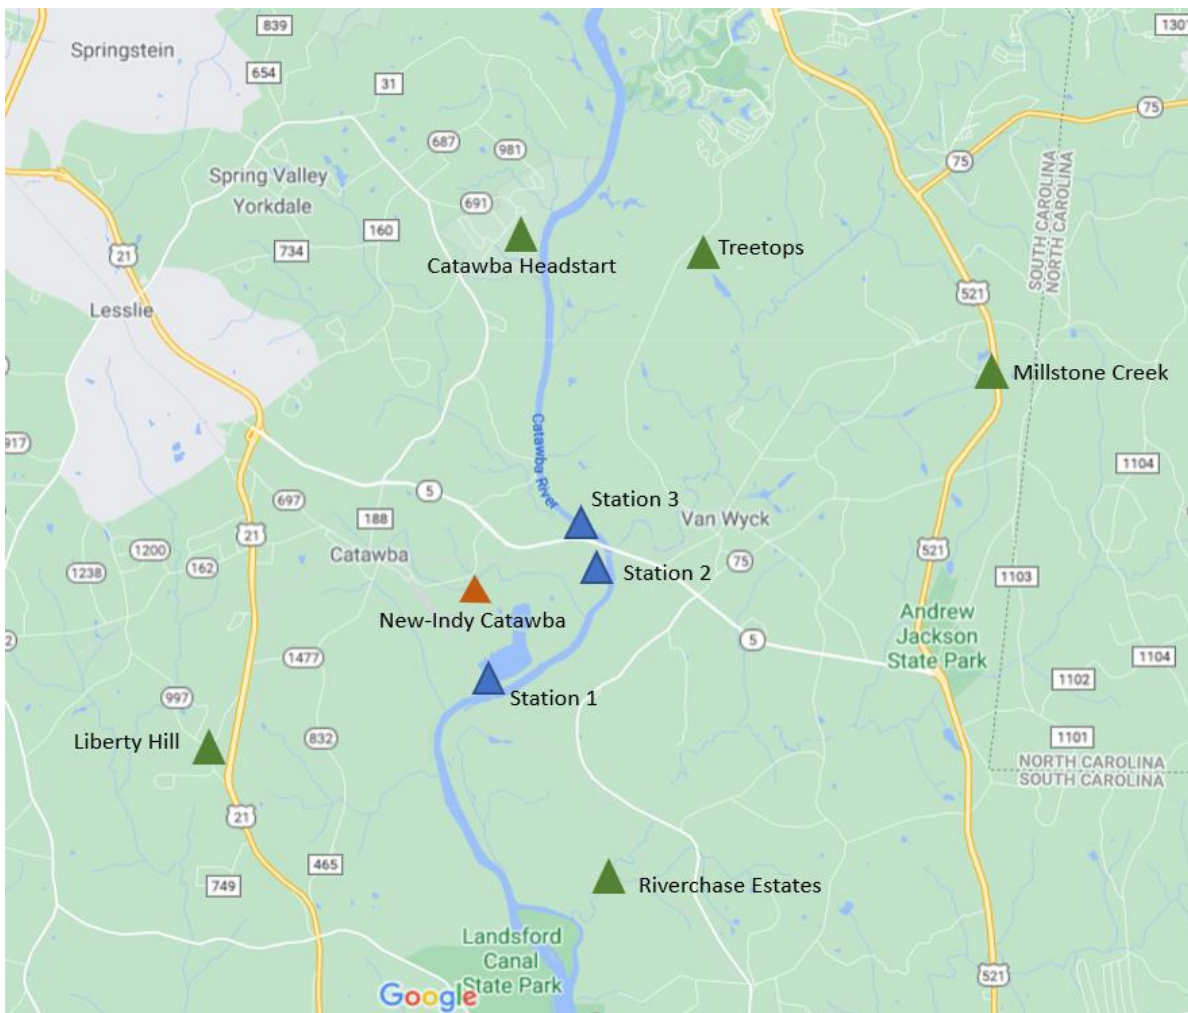 839
1301
Springstein
654
31
75
687
981
75
Spring Valley
Yorkdale
691
160
SOUTH CAROLINA
NORTH CAROLINA
21
734
Catawba Headstart
Treetops
521
Lesslie
Millstone Creek
Catawba River
917
1104
5
697
Station 3
188
Van Wyck
21
Catawba
1200
162
1238
75
521
Station 2
1103
New-Indy Catawba
Andrew
Jackson
State Park
2
5
1477
1104
1102
997
Station 1
Liberty Hill
832
1101
NORTH CAROLINA
SOUTH CAROLINA
21
465
749
Riverchase Estates
Landsford
Canal
State Park
521
Google